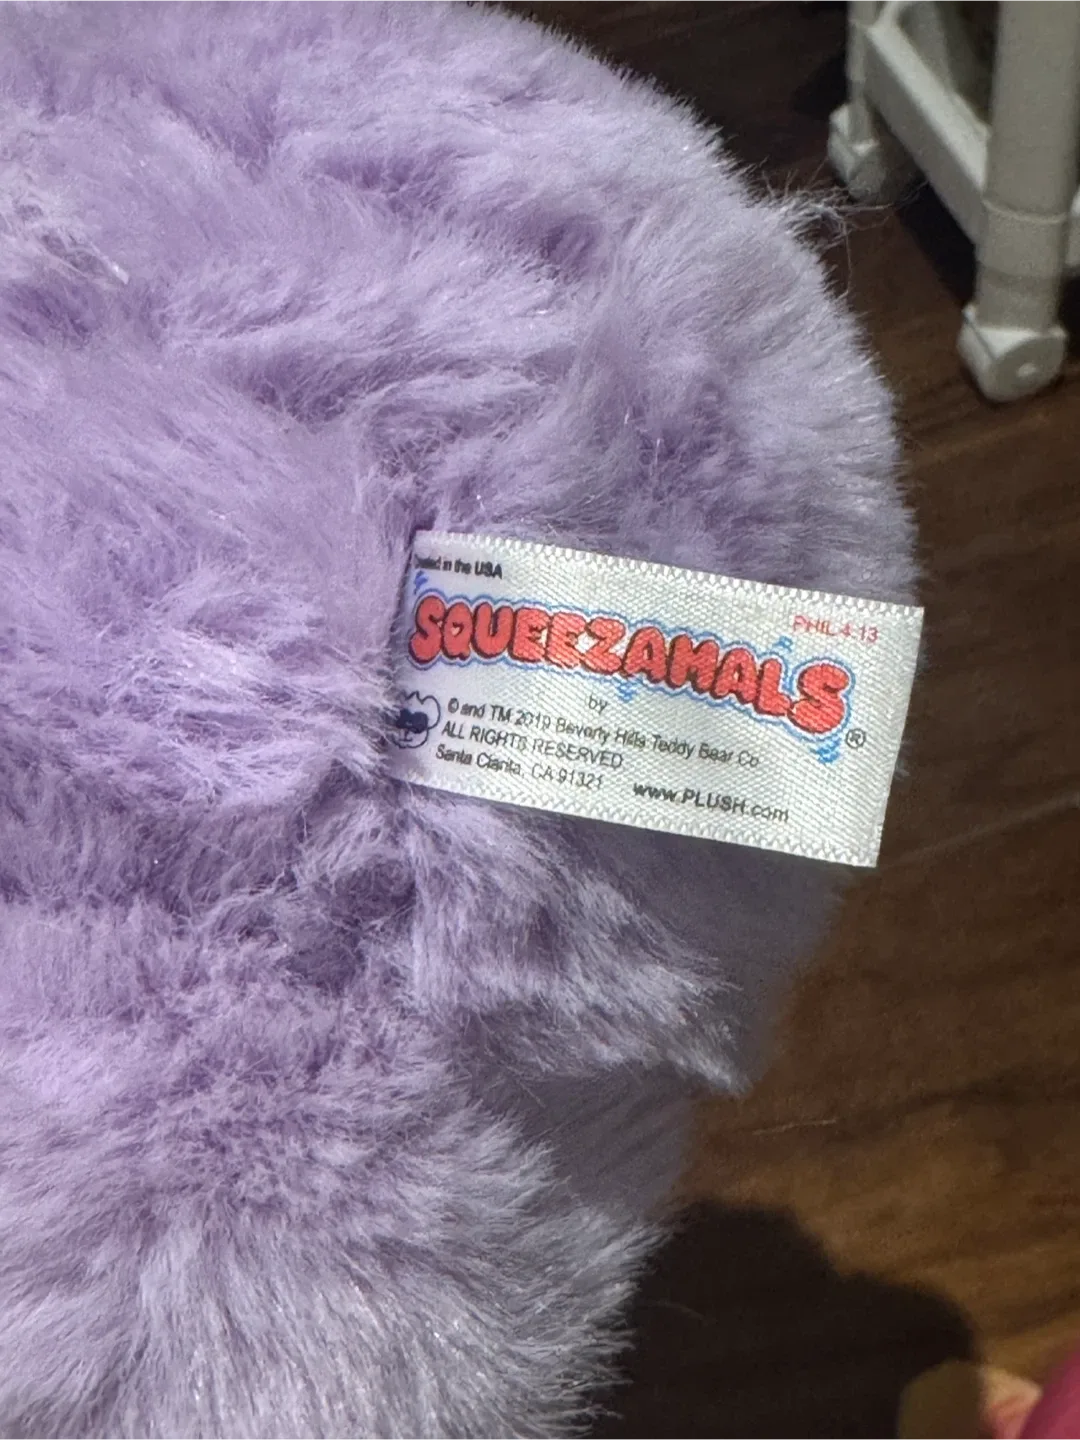 in the USA
PHIL 4:13
SQUEEZAMALS®
by
© and TM 2019 Beverly Hills Teddy Bear Co
ALL RIGHTS RESERVED
Santa Clarita, CA 91321 www.PLUSH.com